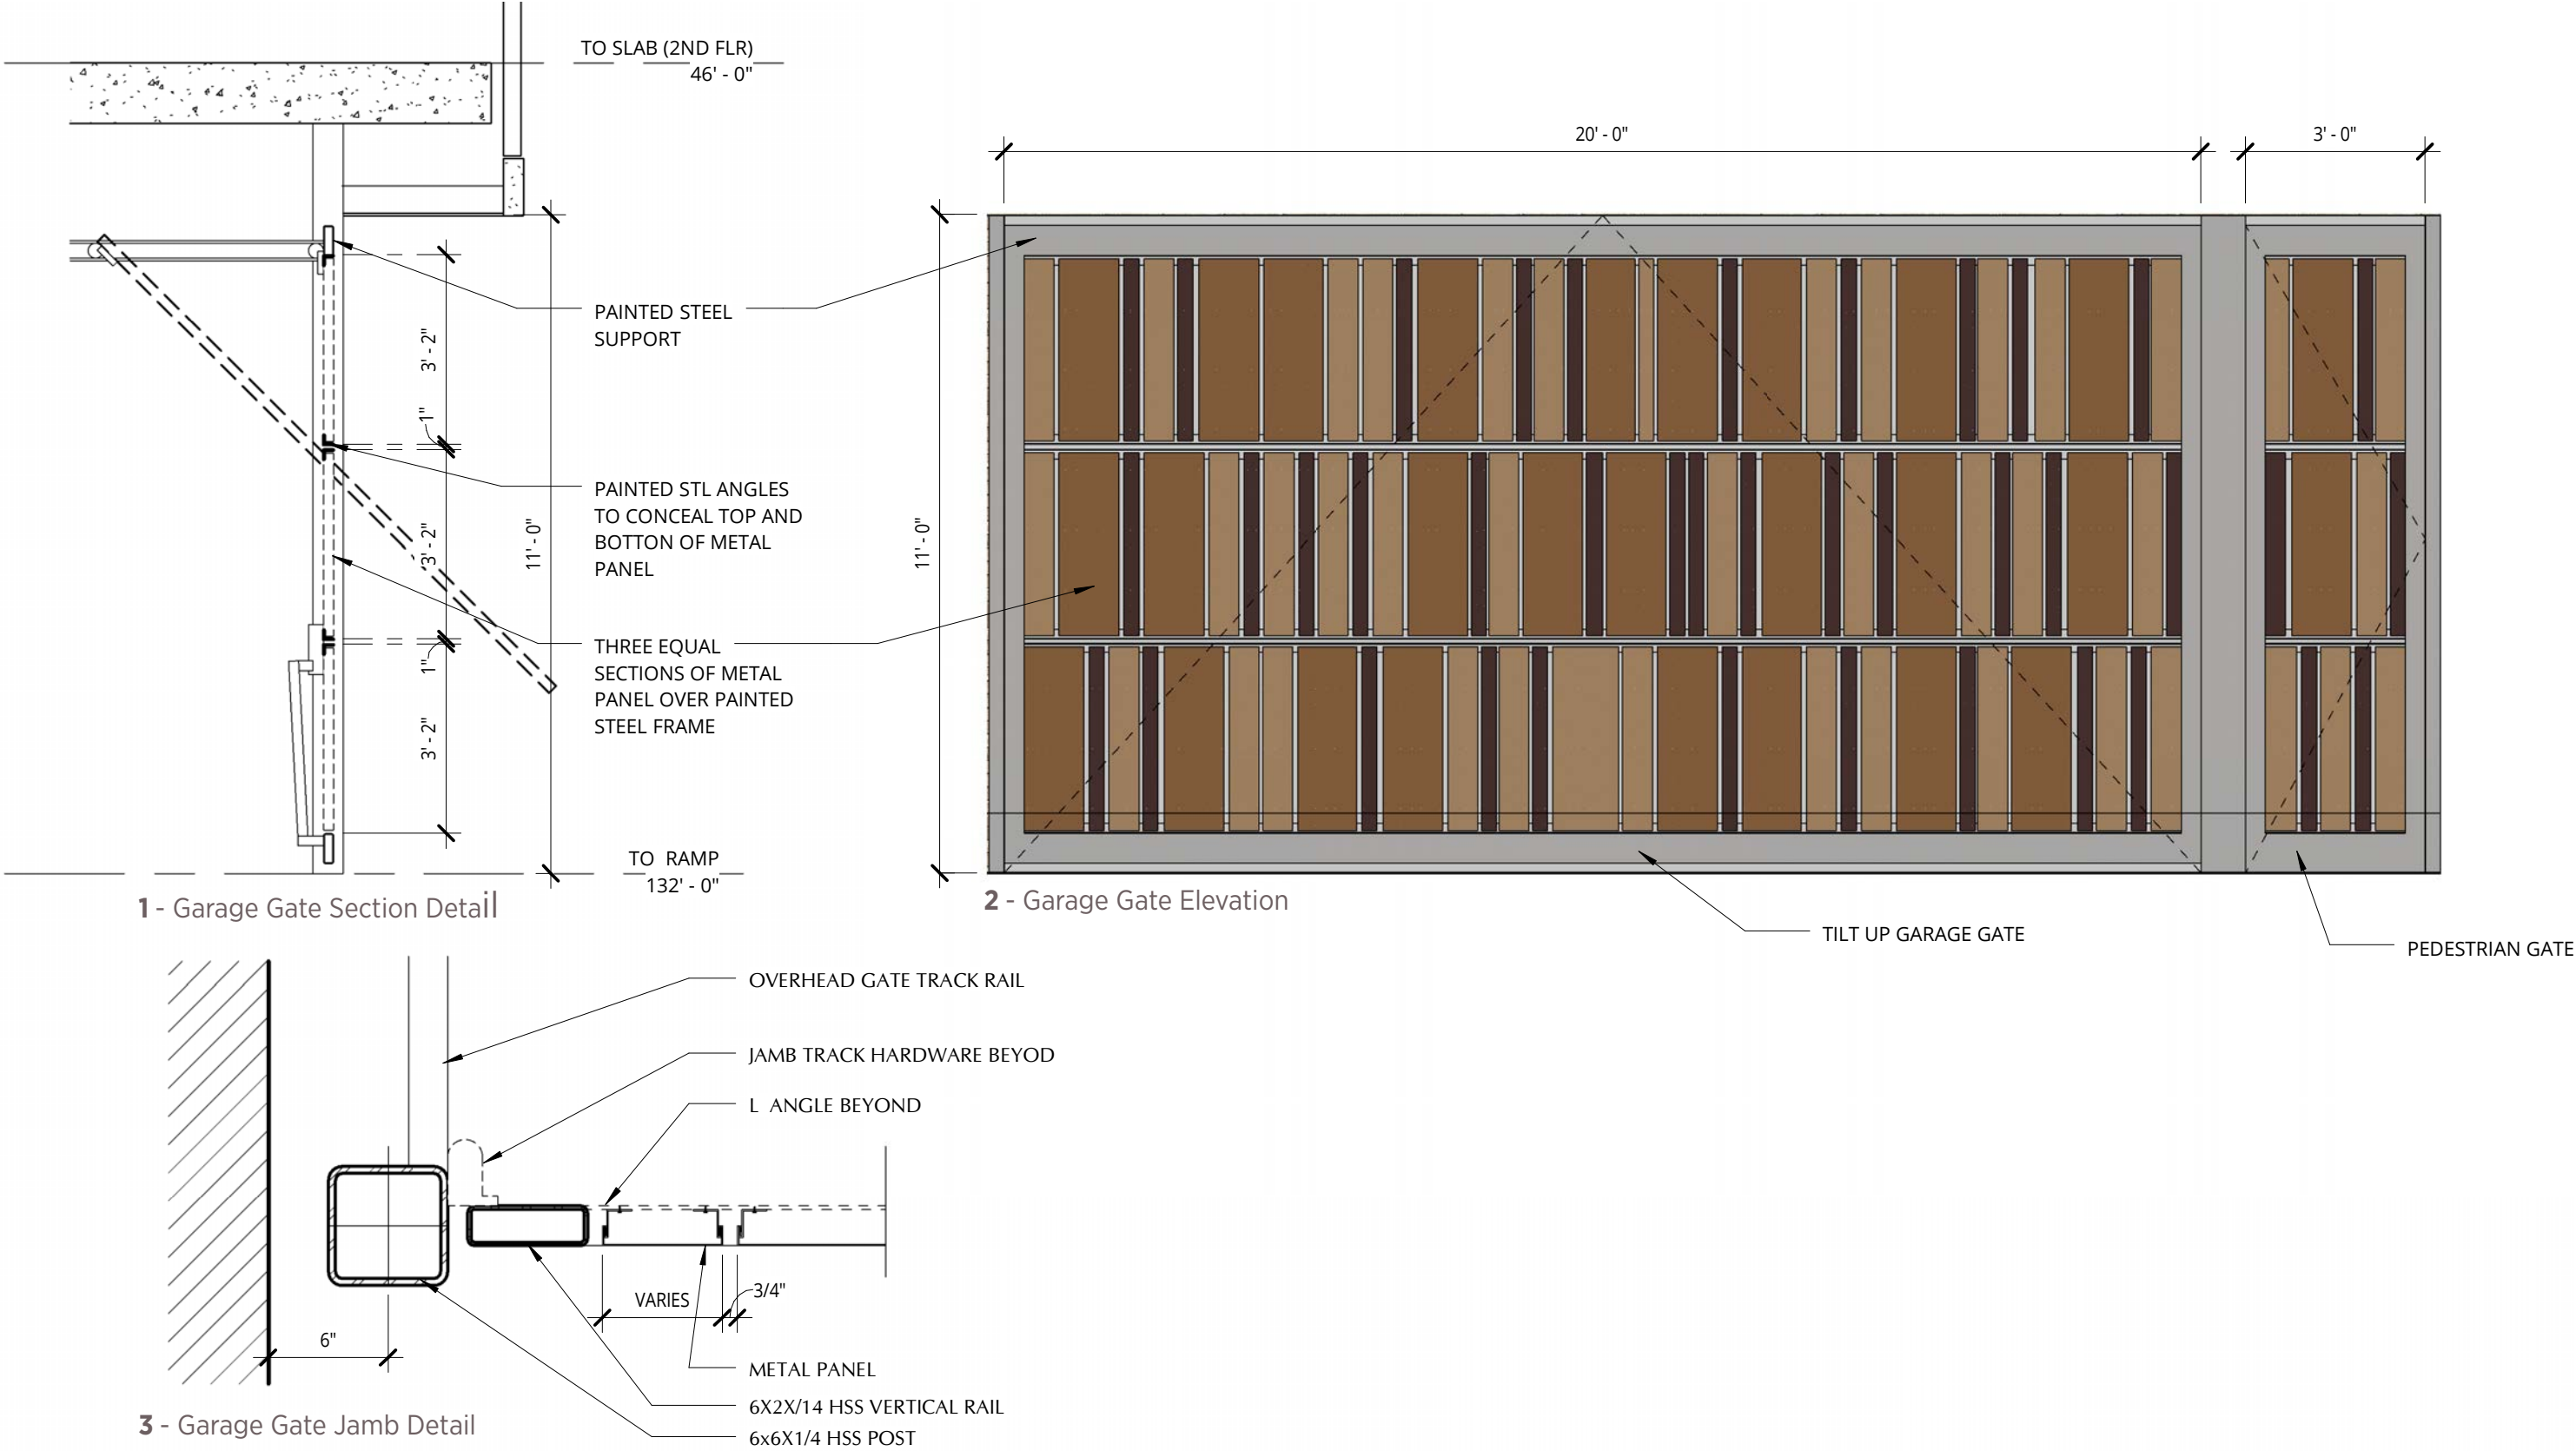 TO SLAB (2ND FLR)
46' - 0"
20' - 0"
3' - 0"
3' - 2"
1"
3' - 2"
1"
3' - 2"
11' - 0"
11' - 0"
PAINTED STEEL
SUPPORT
PAINTED STL ANGLES
TO CONCEAL TOP AND
BOTTON OF METAL
PANEL
THREE EQUAL
SECTIONS OF METAL
PANEL OVER PAINTED
STEEL FRAME
TO RAMP
132' - 0"
1 - Garage Gate Section Detail
2 - Garage Gate Elevation
TILT UP GARAGE GATE
PEDESTRIAN GATE
OVERHEAD GATE TRACK RAIL
JAMB TRACK HARDWARE BEYOD
L ANGLE BEYOND
VARIES
3/4"
6"
METAL PANEL
6X2X/14 HSS VERTICAL RAIL
6x6X1/4 HSS POST
3 - Garage Gate Jamb Detail